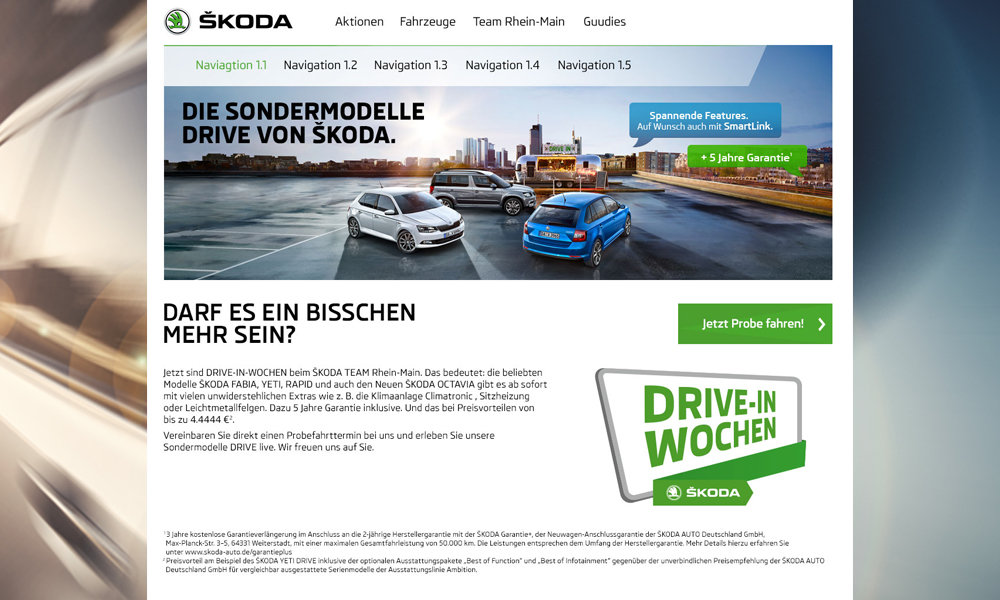 ŠKODA
Aktionen Fahrzeuge Team Rhein-Main Guudies
Naviagtion 1.1 Navigation 1.2 Navigation 1.3 Navigation 1.4 Navigation 1.5
DIE SONDERMODELLE
DRIVE VON ŠKODA.
Spannende Features.
Auf Wunsch auch mit SmartLink.
+ 5 Jahre Garantie¹
DRIVE IN
DARF ES EIN BISSCHEN
MEHR SEIN?
Jetzt Probe fahren!
Jetzt sind DRIVE-IN-WOCHEN beim ŠKODA TEAM Rhein-Main. Das bedeutet: die beliebten
Modelle ŠKODA FABIA, YETI, RAPID und auch den Neuen ŠKODA OCTAVIA gibt es ab sofort
mit vielen unwiderstehlichen Extras wie z. B. die Klimaanlage Climatronic , Sitzheizung
oder Leichtmetallfelgen. Dazu 5 Jahre Garantie inklusive. Und das bei Preisvorteilen von
bis zu 4.4444 €².
Vereinbaren Sie direkt einen Probefahrttermin bei uns und erleben Sie unsere
Sondermodelle DRIVE live. Wir freuen uns auf Sie.
DRIVE-IN
WOCHEN
ŠKODA
¹3 Jahre kostenlose Garantieverlängerung im Anschluss an die 2-jährige Herstellergarantie mit der ŠKODA Garantie+, der Neuwagen-Anschlussgarantie der ŠKODA AUTO Deutschland GmbH,
Max-Planck-Str. 3-5, 64331 Weiterstadt, mit einer maximalen Gesamtfahrleistung von 50.000 km. Die Leistungen entsprechen dem Umfang der Herstellergarantie. Mehr Details hierzu erfahren Sie
unter www.skoda-auto.de/garantieplus
² Preisvorteil am Beispiel des ŠKODA YETI DRIVE inklusive der optionalen Ausstattungspakete „Best of Function" und „Best of Infotainment" gegenüber der unverbindlichen Preisempfehlung der ŠKODA AUTO
Deutschland GmbH für vergleichbar ausgestattete Serienmodelle der Ausstattungslinie Ambition.